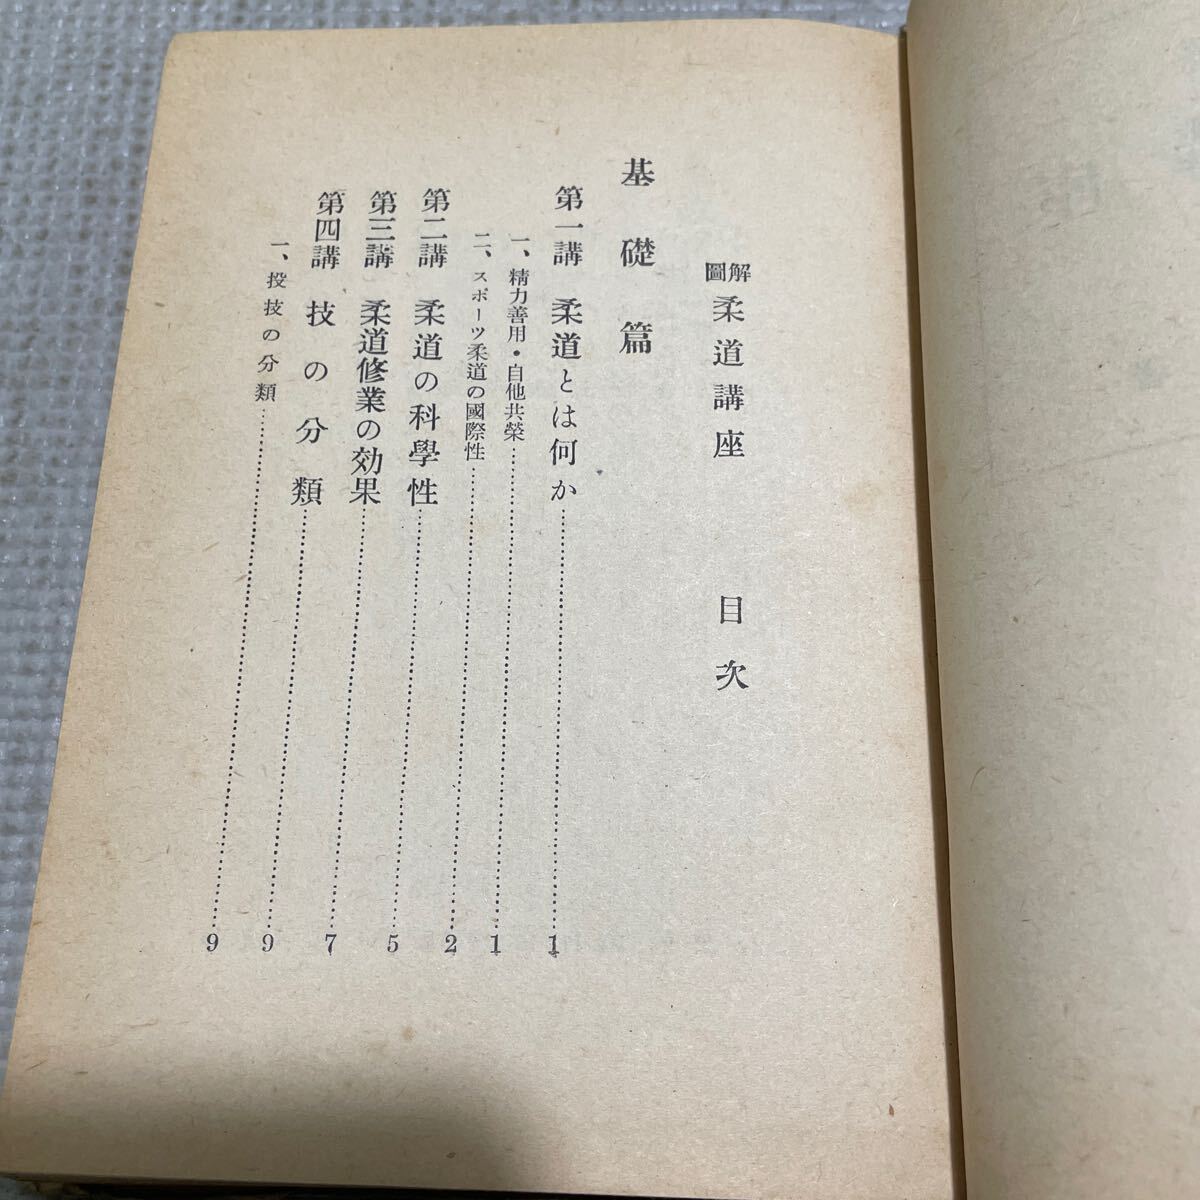 圖解 柔道講座 目次
基礎篇
第一講 柔道とは何か……1
一、精力善用・自他共榮……1
二、スポーツ柔道の國際性……2
第二講 柔道の科學性……5
第三講 柔道修業の効果……7
第四講 技の分類……9
一、投技の分類……9